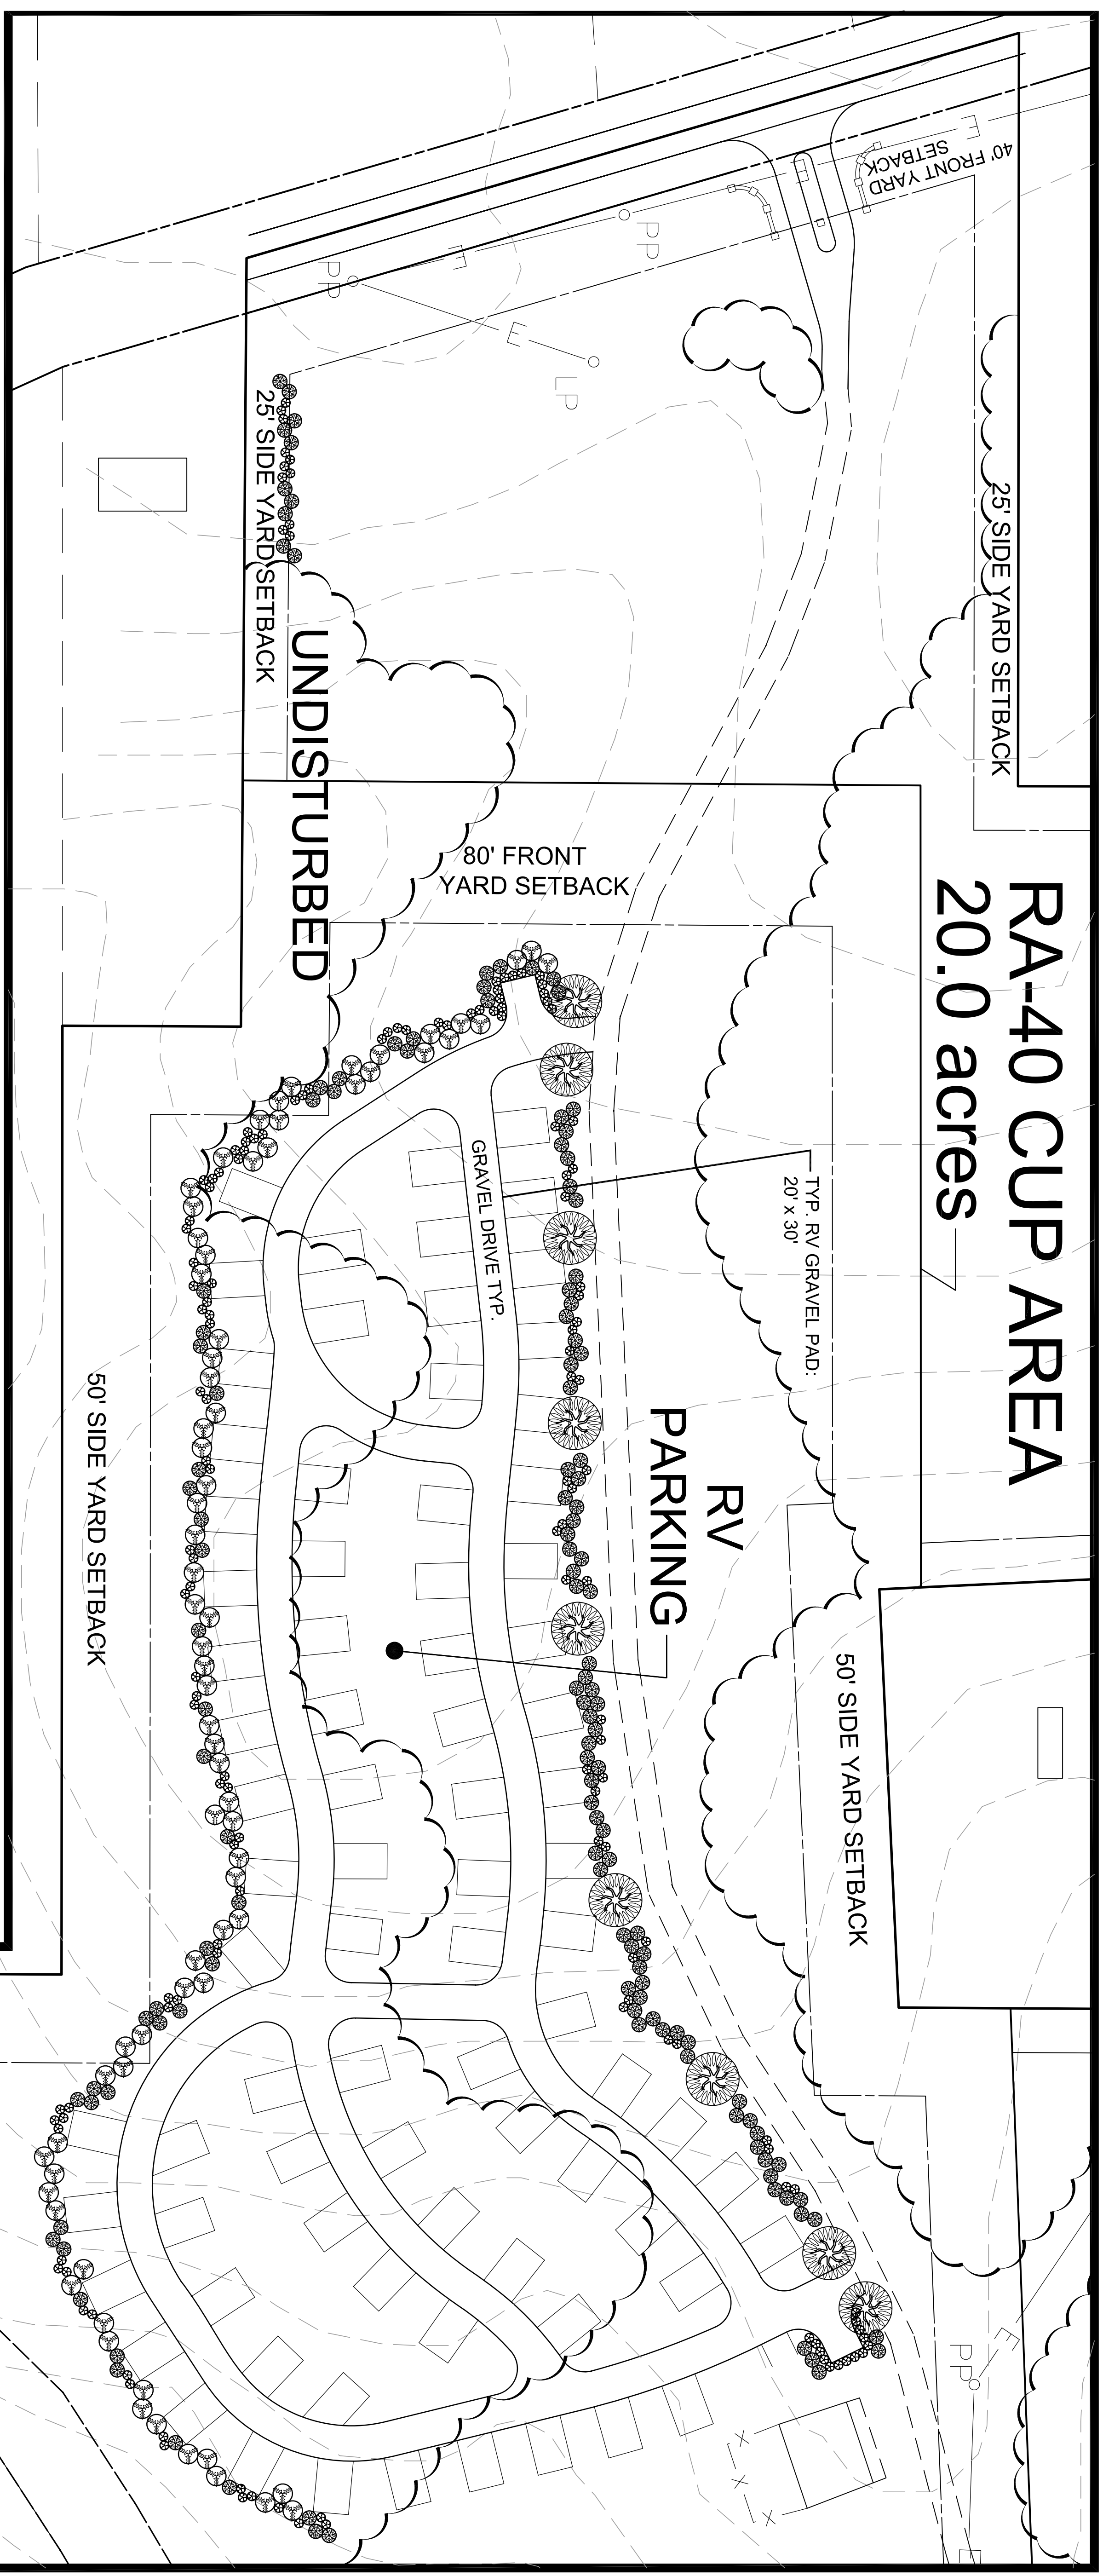 40' FRONT YARD
SETBACK
E
E
E
E
PP
PP
LP
25' SIDE YARD SETBACK
25' SIDE YARD SETBACK
UNDISTURBED
80' FRONT
YARD SETBACK
RA-40 CUP AREA
20.0 acres
TYP. RV GRAVEL PAD:
20' x 30'
GRAVEL DRIVE TYP.
RV
PARKING
50' SIDE YARD SETBACK
50' SIDE YARD SETBACK
E
PP
X
X
X